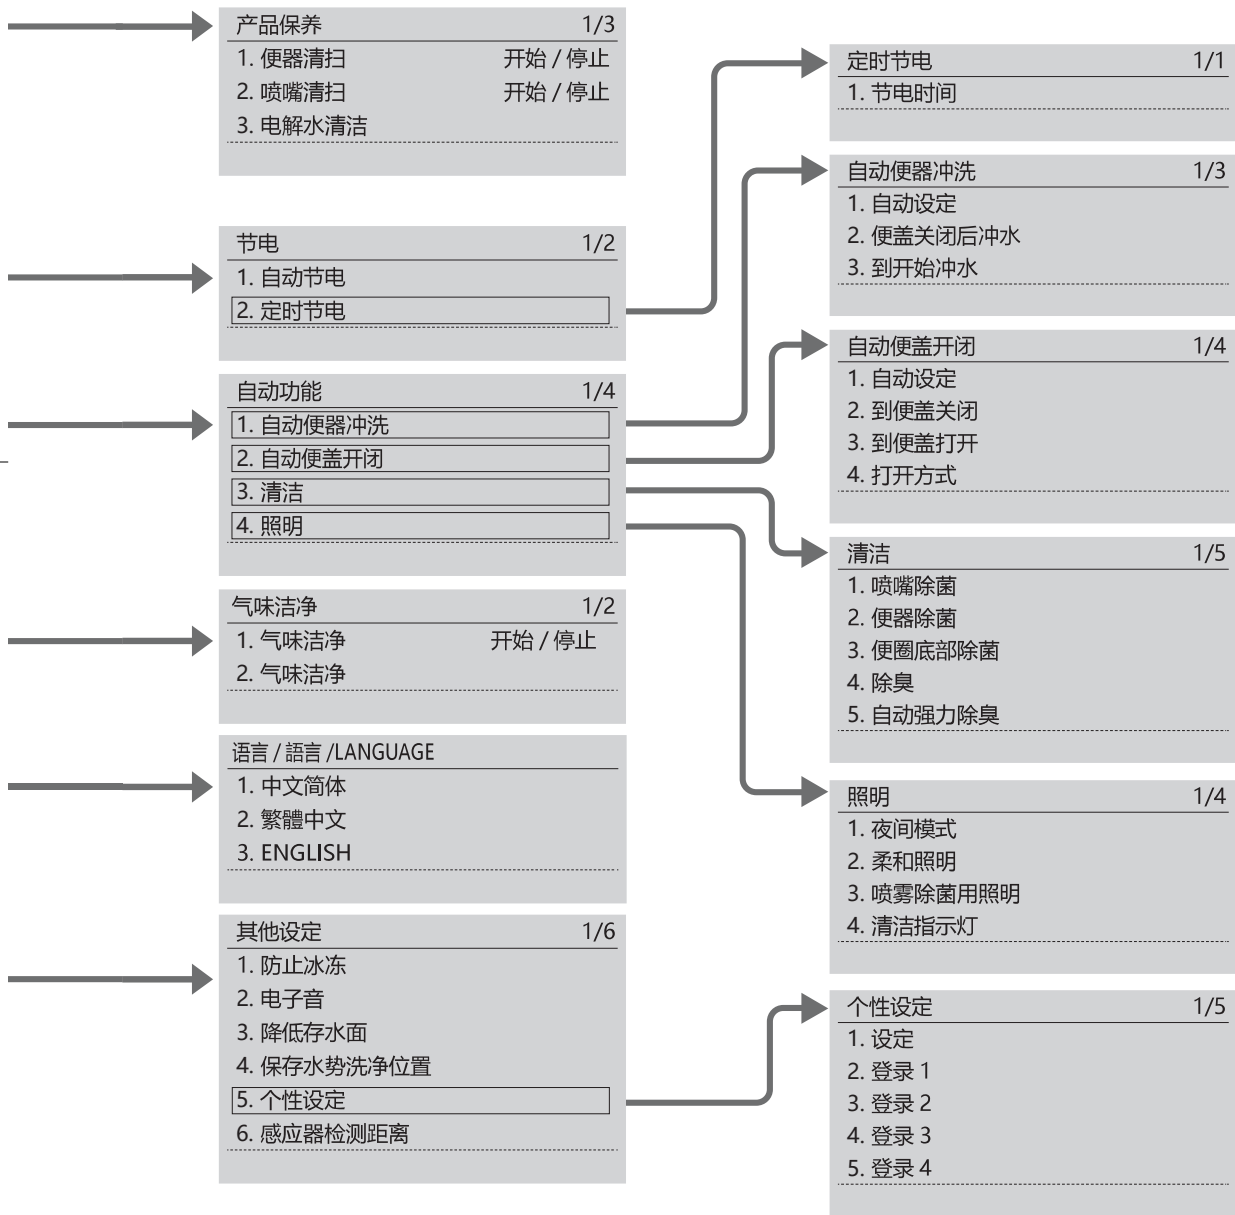 产品保养 1/3
1. 便器清扫 开始 / 停止
2. 喷嘴清扫 开始 / 停止
3. 电解水清洁
节电 1/2
1. 自动节电
2. 定时节电
自动功能 1/4
1. 自动便器冲洗
2. 自动便盖开闭
3. 清洁
4. 照明
气味洁净 1/2
1. 气味洁净 开始 / 停止
2. 气味洁净
语言 / 語言 /LANGUAGE
1. 中文简体
2. 繁體中文
3. ENGLISH
其他设定 1/6
1. 防止冰冻
2. 电子音
3. 降低存水面
4. 保存水势洗净位置
5. 个性设定
6. 感应器检测距离
定时节电 1/1
1. 节电时间
自动便器冲洗 1/3
1. 自动设定
2. 便盖关闭后冲水
3. 到开始冲水
自动便盖开闭 1/4
1. 自动设定
2. 到便盖关闭
3. 到便盖打开
4. 打开方式
清洁 1/5
1. 喷嘴除菌
2. 便器除菌
3. 便圈底部除菌
4. 除臭
5. 自动强力除臭
照明 1/4
1. 夜间模式
2. 柔和照明
3. 喷雾除菌用照明
4. 清洁指示灯
个性设定 1/5
1. 设定
2. 登录 1
3. 登录 2
4. 登录 3
5. 登录 4